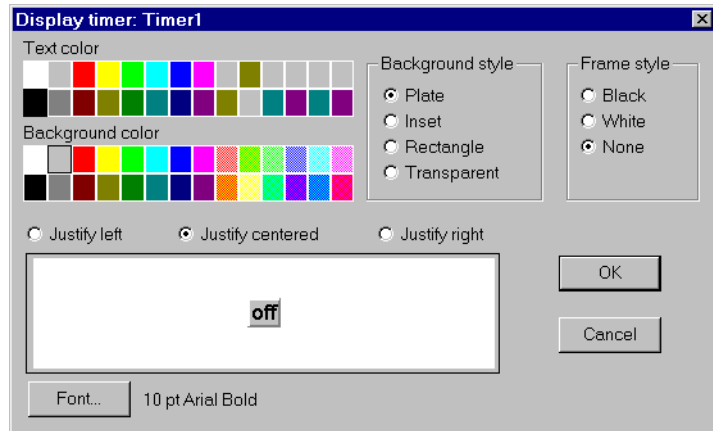 Display timer: Timer1
Text color
Background color
Background style
Plate
Inset
Rectangle
Transparent
Frame style
Black
White
None
Justify left
Justify centered
Justify right
off
OK
Cancel
Font...
10 pt Arial Bold